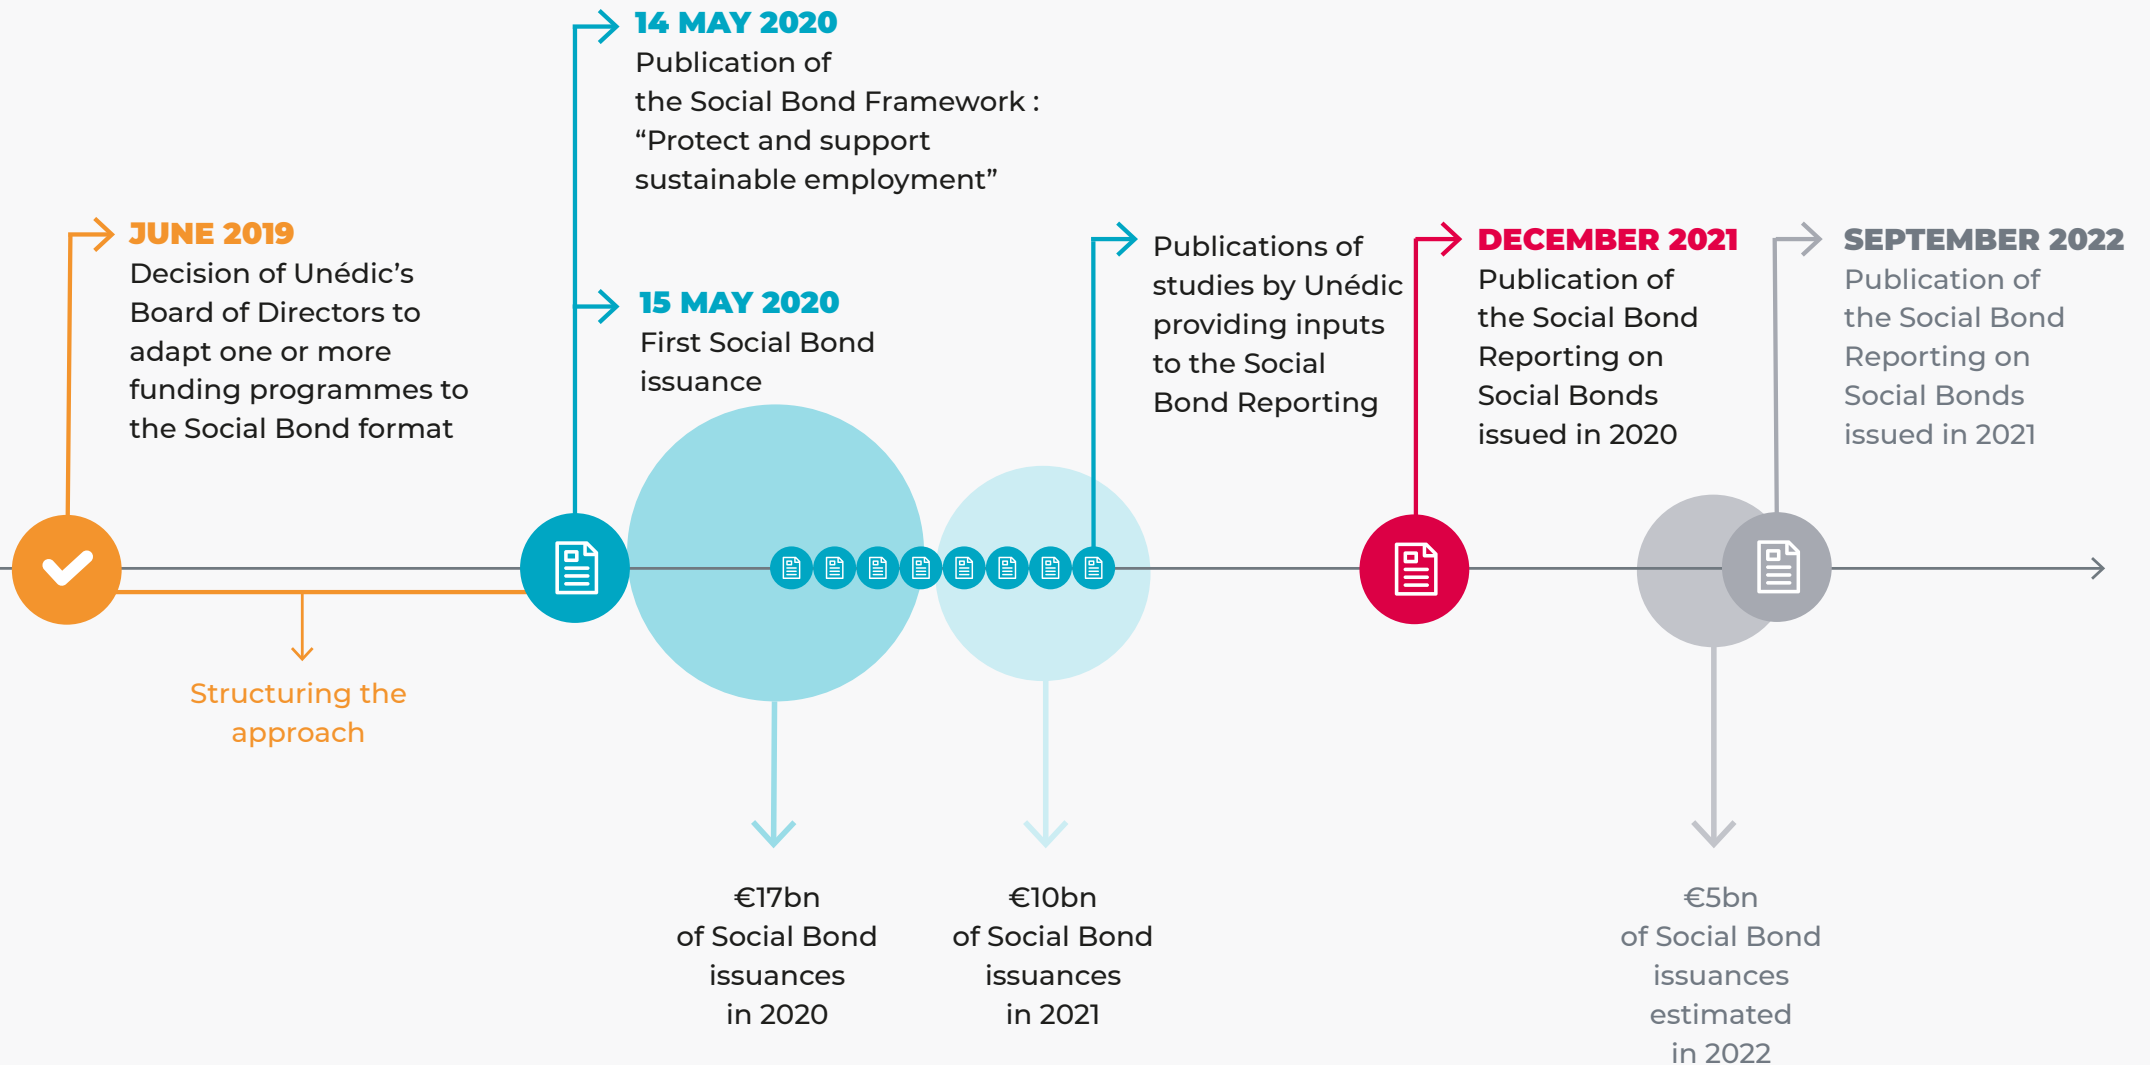 14 MAY 2020
Publication of
the Social Bond Framework :
“Protect and support
sustainable employment”
JUNE 2019
Decision of Unédic’s
Board of Directors to
adapt one or more
funding programmes to
the Social Bond format
15 MAY 2020
First Social Bond
issuance
Publications of
studies by Unédic
providing inputs
to the Social
Bond Reporting
DECEMBER 2021
Publication of
the Social Bond
Reporting on
Social Bonds
issued in 2020
SEPTEMBER 2022
Publication of
the Social Bond
Reporting on
Social Bonds
issued in 2021
Structuring the
approach
€17bn
of Social Bond
issuances
in 2020
€10bn
of Social Bond
issuances
in 2021
€5bn
of Social Bond
issuances
estimated
in 2022